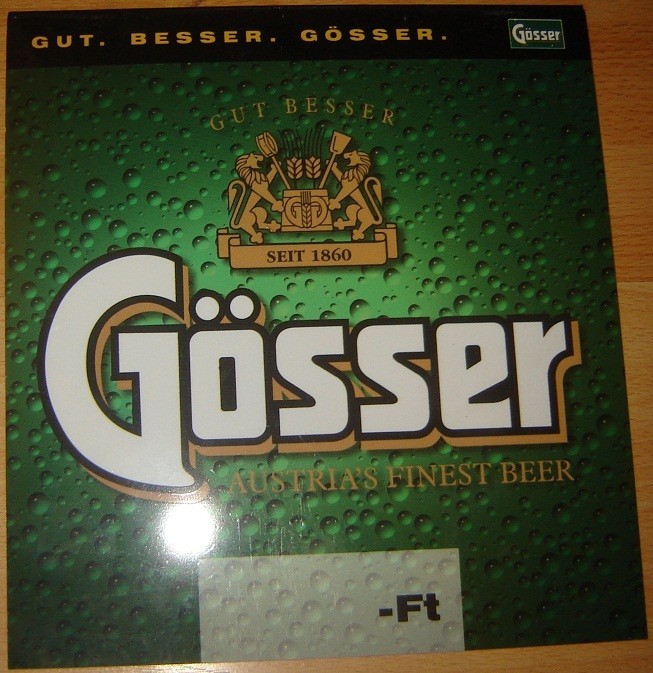 GUT. BESSER. GÖSSER.
Gösser
GUT BESSER
SEIT 1860
Gösser
AUSTRIA'S FINEST BEER
-Ft